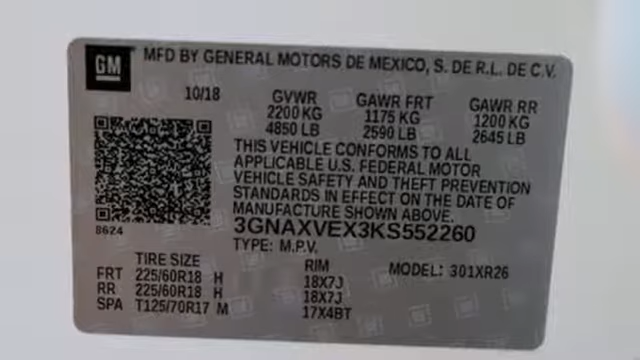 GM MFD BY GENERAL MOTORS DE MEXICO, S. DE R.L. DE C.V.
10/18 GVWR GAWR FRT GAWR RR
2200 KG 1175 KG 1200 KG
4850 LB 2590 LB 2645 LB
THIS VEHICLE CONFORMS TO ALL
APPLICABLE U.S. FEDERAL MOTOR
VEHICLE SAFETY AND THEFT PREVENTION
STANDARDS IN EFFECT ON THE DATE OF
MANUFACTURE SHOWN ABOVE.
8624 3GNAXVEX3KS552260
TYPE: M.P.V.
TIRE SIZE RIM MODEL: 301XR26
FRT 225/60R18 H 18X7J
RR 225/60R18 H 18X7J
SPA T125/70R17 M 17X4BT